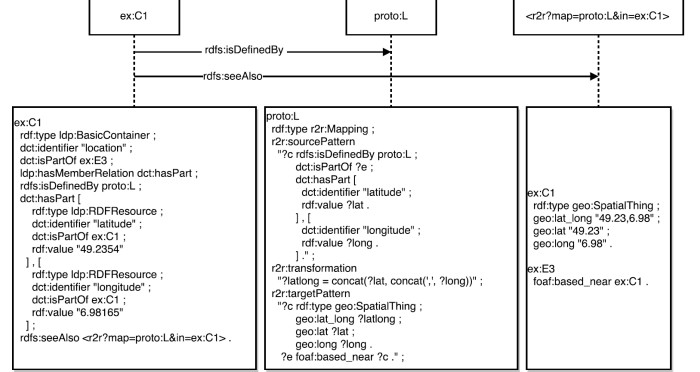 ex:C1
proto:L
<r2r?map=proto:L&in=ex:C1>
rdfs:isDefinedBy
rdfs:seeAlso
ex:C1
rdf:type ldp:BasicContainer ;
dct:identifier "location" ;
dct:isPartOf ex:E3 ;
ldp:hasMemberRelation dct:hasPart ;
rdfs:isDefinedBy proto:L ;
dct:hasPart [
rdf:type ldp:RDFResource ;
dct:identifier "latitude" ;
dct:isPartOf ex:C1 ;
rdf:value "49.2354"
] , [
rdf:type ldp:RDFResource ;
dct:identifier "longitude" ;
dct:isPartOf ex:C1 ;
rdf:value "6.98165"
] ;
rdfs:seeAlso <r2r?map=proto:L&in=ex:C1> .
proto:L
rdf:type r2r:Mapping ;
r2r:sourcePattern
"?c rdfs:isDefinedBy proto:L ;
dct:isPartOf ?e ;
dct:hasPart [
dct:identifier "latitude" ;
rdf:value ?lat .
] , [
dct:identifier "longitude" ;
rdf:value ?long .
] ." ;
r2r:transformation
"?latlong = concat(?lat, concat(',', ?long))" ;
r2r:targetPattern
"?c rdf:type geo:SpatialThing ;
geo:lat_long ?latlong ;
geo:lat ?lat ;
geo:long ?long .
?e foaf:based_near ?c ." ;
ex:C1
rdf:type geo:SpatialThing ;
geo:lat_long "49.23,6.98" ;
geo:lat "49.23" ;
geo:long "6.98" .
ex:E3
foaf:based_near ex:C1 .